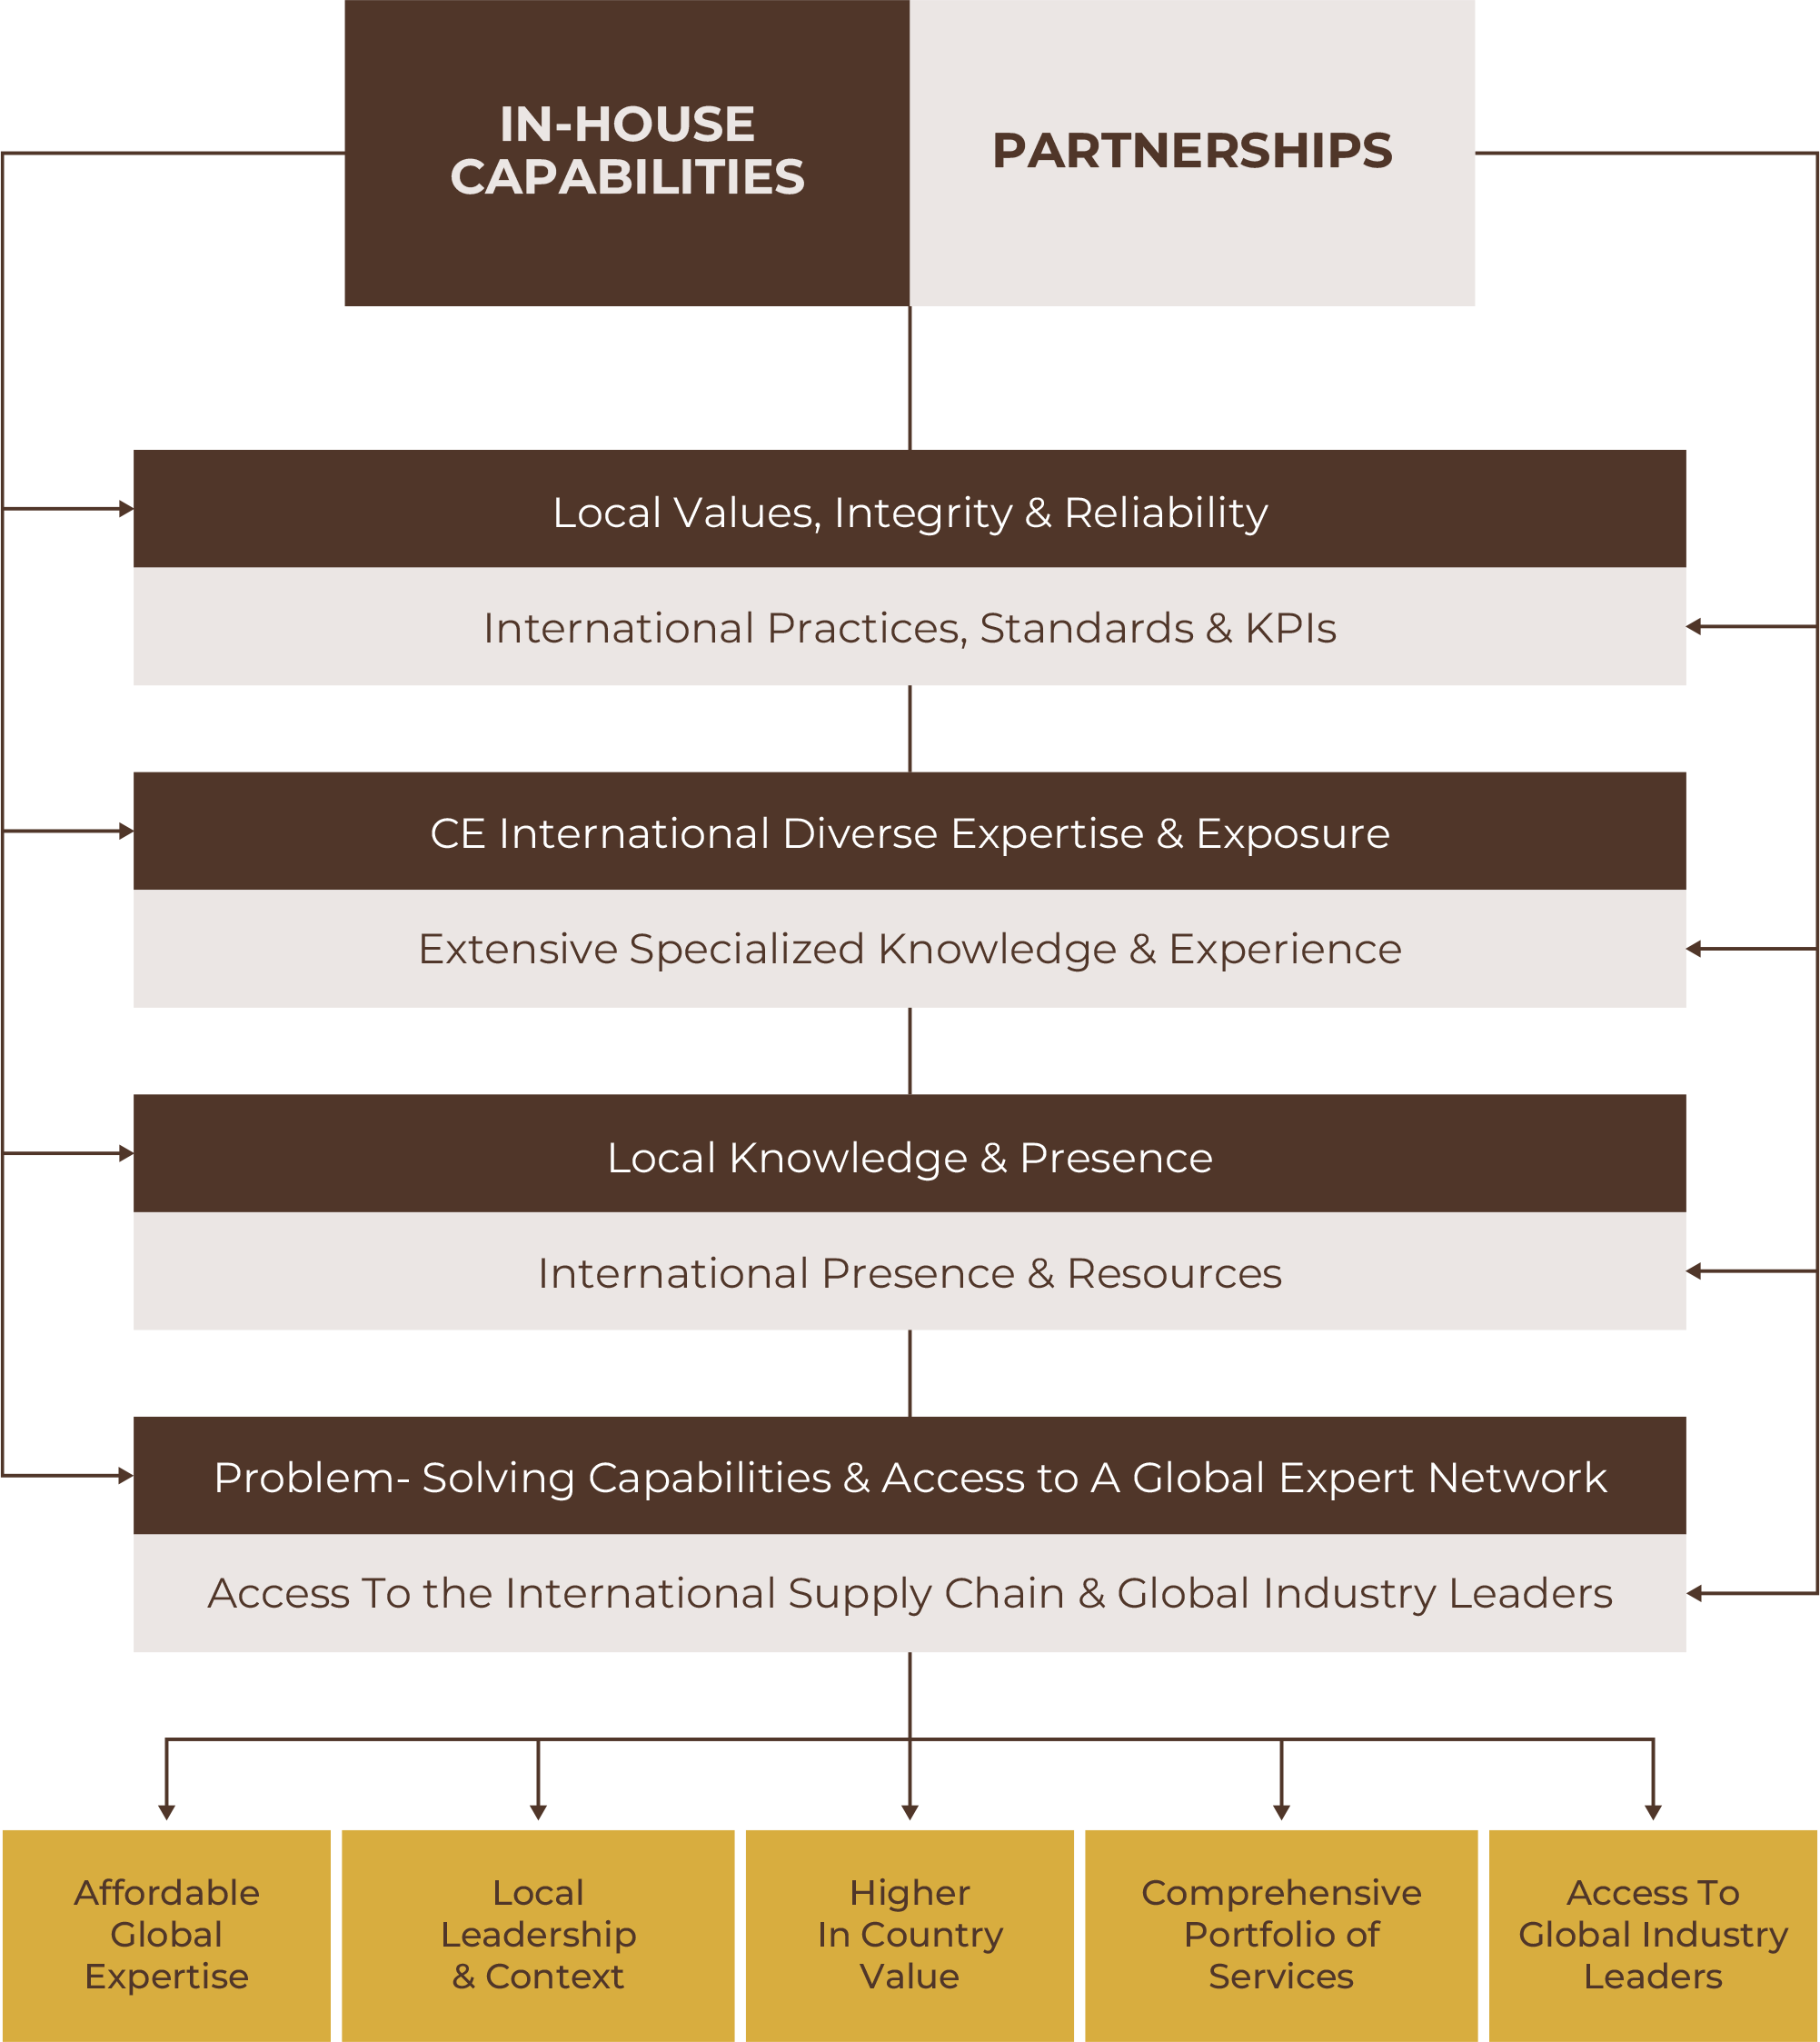 IN-HOUSE
CAPABILITIES
PARTNERSHIPS
Local Values, Integrity & Reliability
International Practices, Standards & KPIs
CE International Diverse Expertise & Exposure
Extensive Specialized Knowledge & Experience
Local Knowledge & Presence
International Presence & Resources
Problem- Solving Capabilities & Access to A Global Expert Network
Access To the International Supply Chain & Global Industry Leaders
Affordable
Global
Expertise
Local
Leadership
& Context
Higher
In Country
Value
Comprehensive
Portfolio of
Services
Access To
Global Industry
Leaders